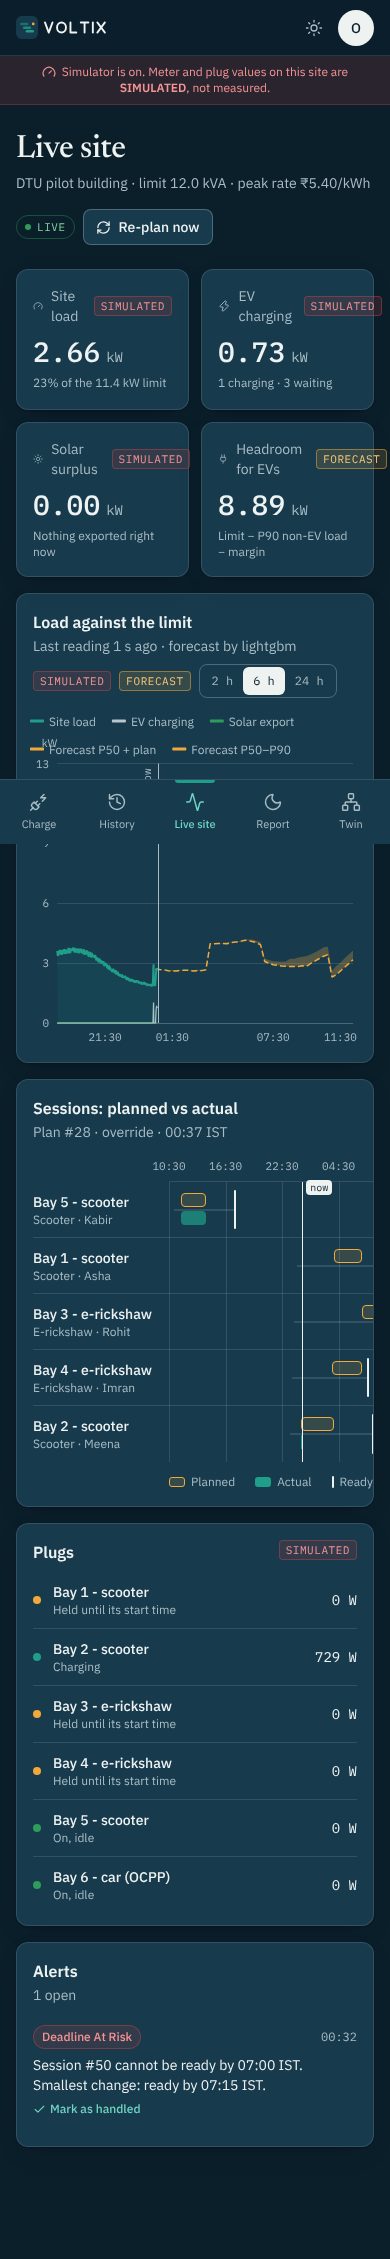 VOLTIX
O
Simulator is on. Meter and plug values on this site are
SIMULATED, not measured.
Live site
DTU pilot building · limit 12.0 kVA · peak rate ₹5.40/kWh
LIVE
Re-plan now
Site
load
SIMULATED
2.66 kW
23% of the 11.4 kW limit
EV
charging
SIMULATED
0.73 kW
1 charging · 3 waiting
Solar
surplus
SIMULATED
0.00 kW
Nothing exported right
now
Headroom
for EVs
FORECAST
8.89 kW
Limit – P90 non-EV load
– margin
Load against the limit
Last reading 1 s ago · forecast by lightgbm
SIMULATED FORECAST 2 h 6 h 24 h
Site load EV charging Solar export
kW
Forecast P50 + plan Forecast P50–P90
13
Charge History Live site Report Twin
6
3
0
21:30 01:30 07:30 11:30
Sessions: planned vs actual
Plan #28 · override · 00:37 IST
10:30 16:30 22:30 04:30
now
Bay 5 - scooter
Scooter · Kabir
Bay 1 - scooter
Scooter · Asha
Bay 3 - e-rickshaw
E-rickshaw · Rohit
Bay 4 - e-rickshaw
E-rickshaw · Imran
Bay 2 - scooter
Scooter · Meena
Planned Actual Ready
Plugs
SIMULATED
Bay 1 - scooter
Held until its start time
0 W
Bay 2 - scooter
Charging
729 W
Bay 3 - e-rickshaw
Held until its start time
0 W
Bay 4 - e-rickshaw
Held until its start time
0 W
Bay 5 - scooter
On, idle
0 W
Bay 6 - car (OCPP)
On, idle
0 W
Alerts
1 open
Deadline At Risk
00:32
Session #50 cannot be ready by 07:00 IST.
Smallest change: ready by 07:15 IST.
Mark as handled